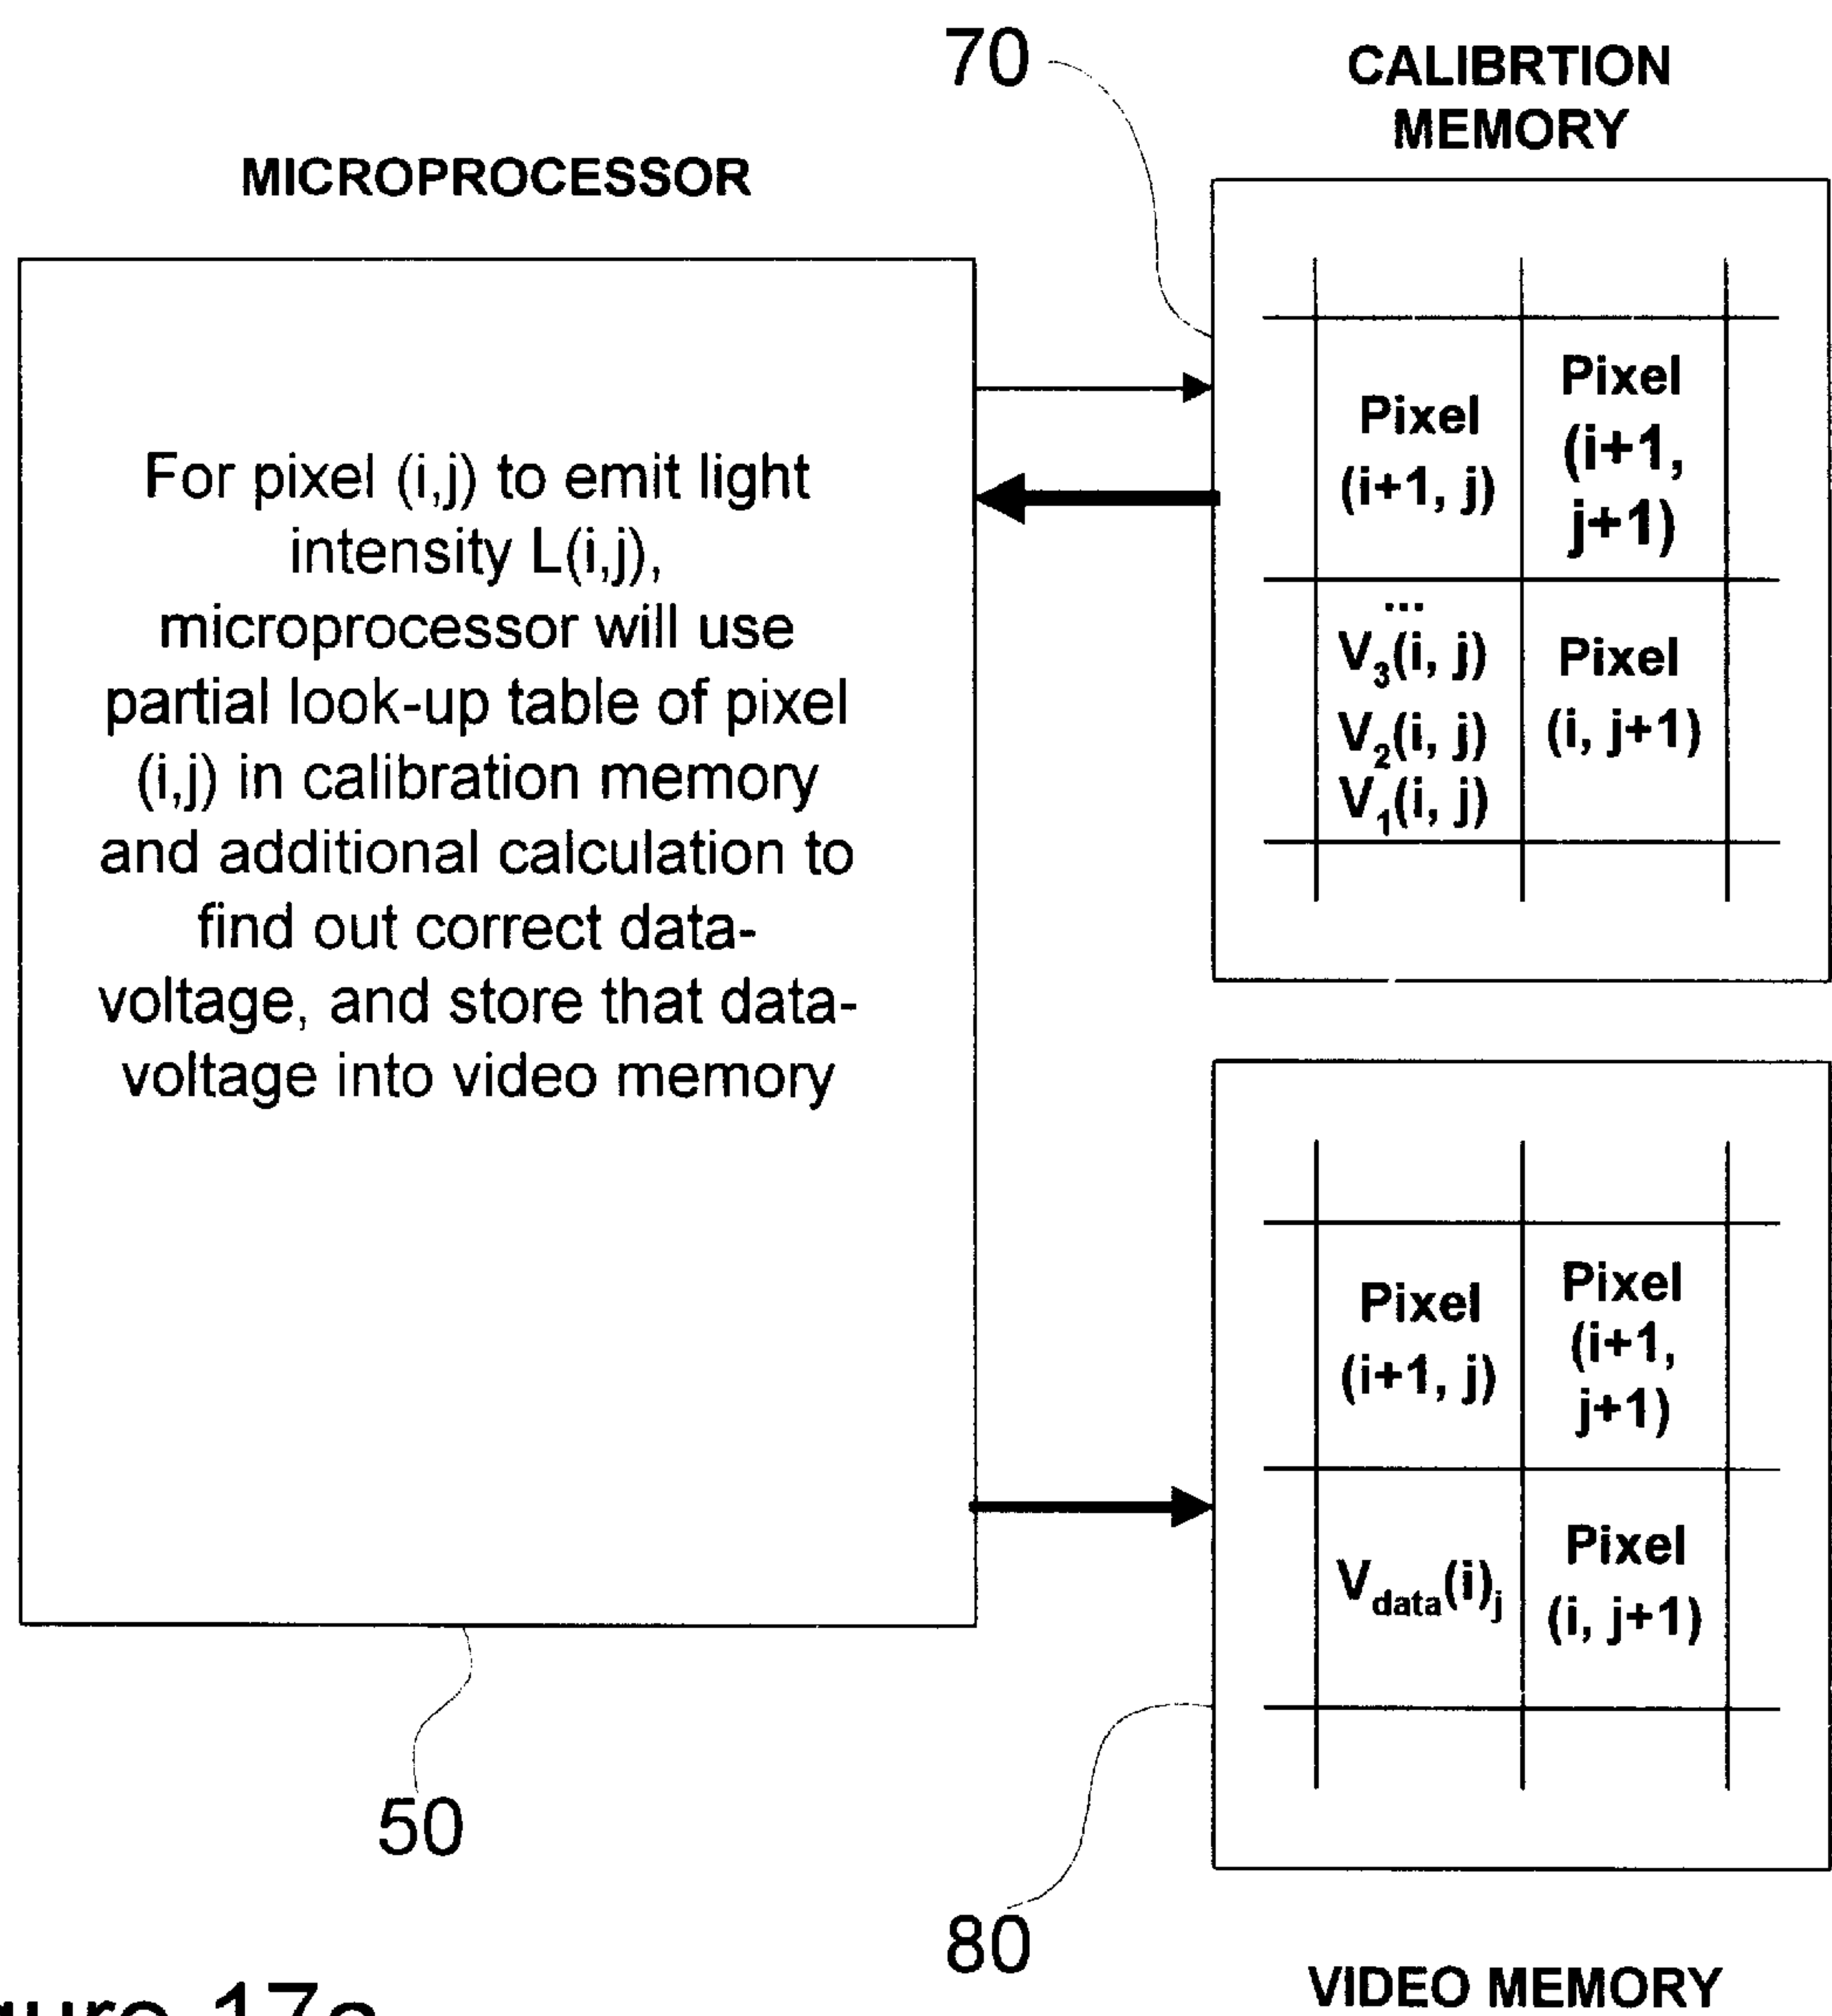 70
CALIBRTION
MEMORY
MICROPROCESSOR
For pixel (i,j) to emit light
intensity L(i,j),
microprocessor will use
partial look-up table of pixel
(i,j) in calibration memory
and additional calculation to
find out correct data-
voltage, and store that data-
voltage into video memory
Pixel
(i+1, j)
Pixel
(i+1,
j+1)
...
V3(i, j)
V2(i, j)
V1(i, j)
Pixel
(i, j+1)
Pixel
(i+1, j)
Pixel
(i+1,
j+1)
Vdata(i)j
Pixel
(i, j+1)
50
80
VIDEO MEMORY